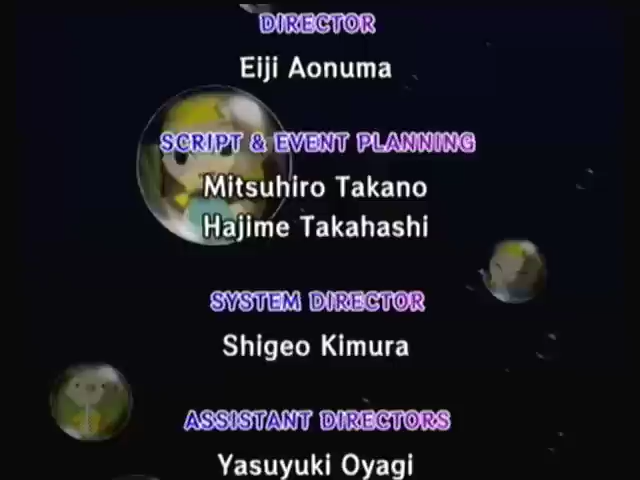 DIRECTOR
Eiji Aonuma
SCRIPT & EVENT PLANNING
Mitsuhiro Takano
Hajime Takahashi
SYSTEM DIRECTOR
Shigeo Kimura
ASSISTANT DIRECTORS
Yasuyuki Oyagi